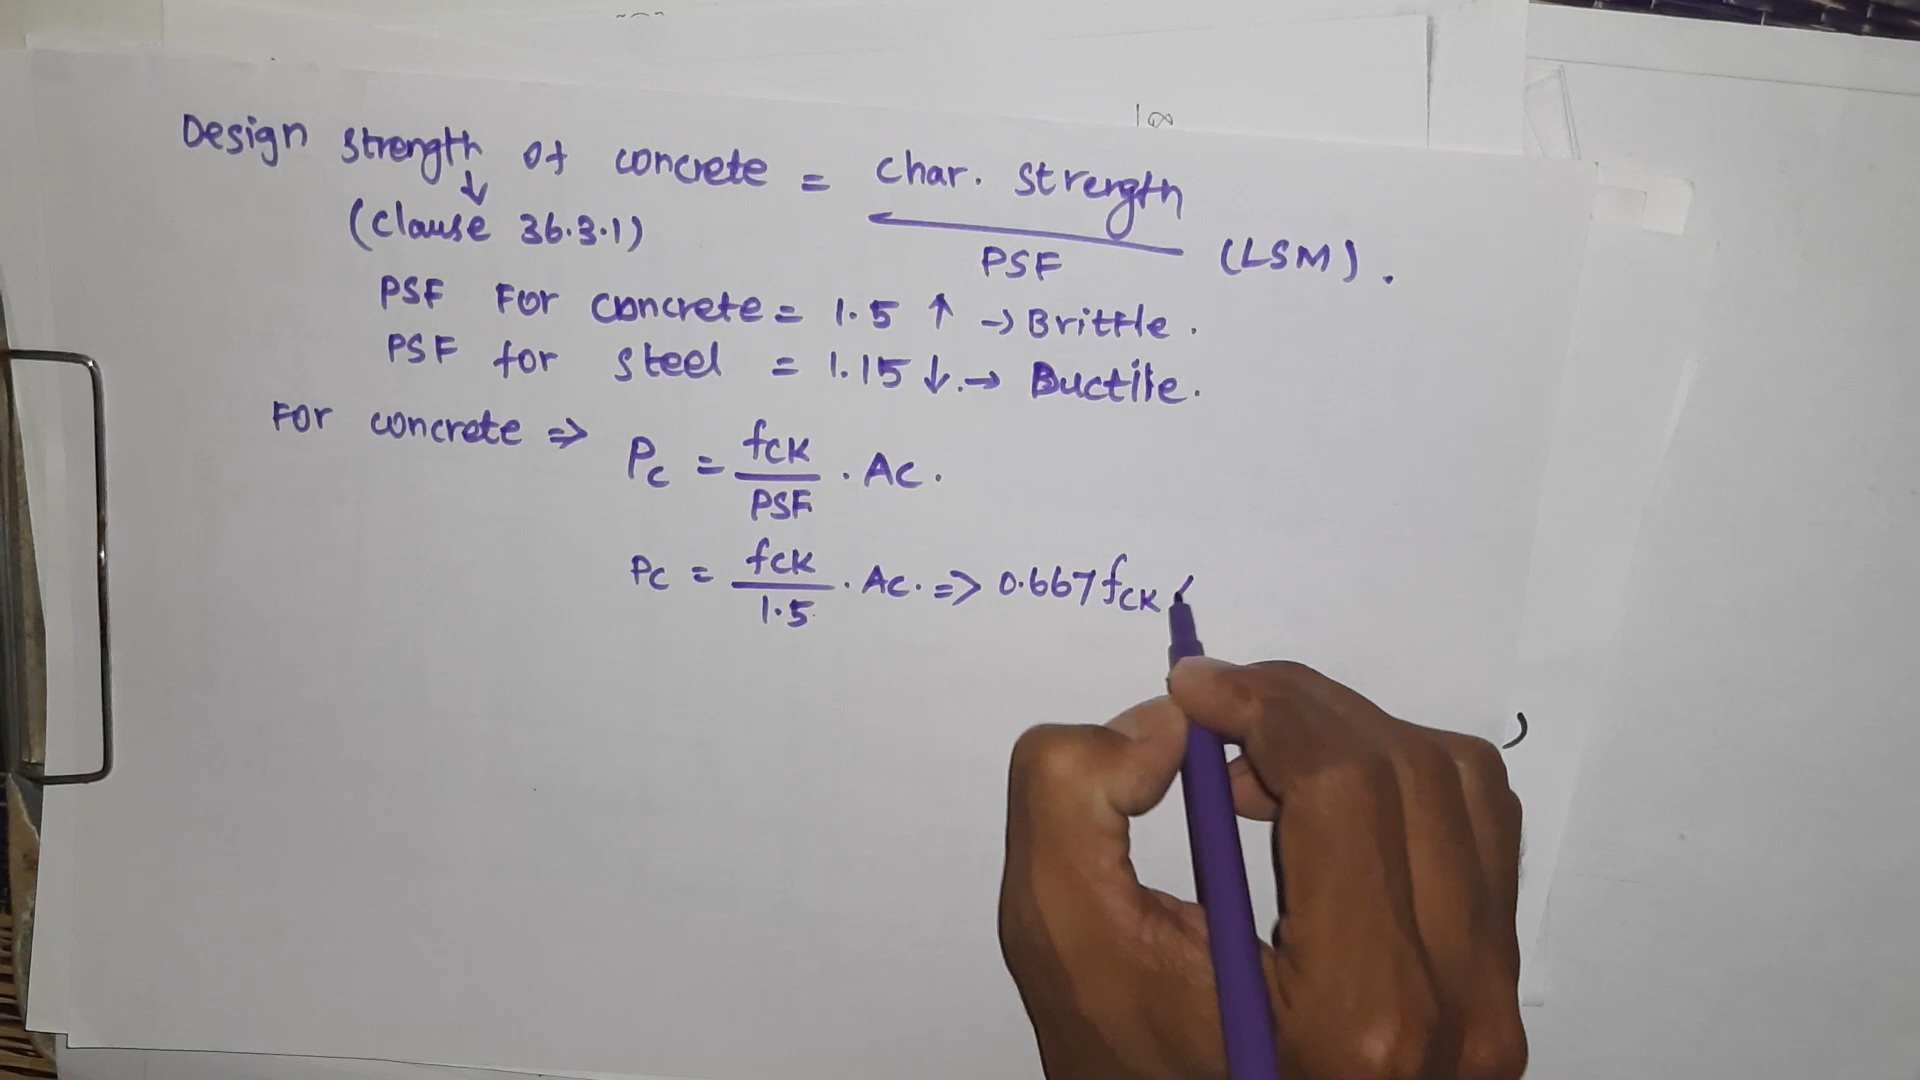 100
Design strength of concrete = char. strength
PSF (LSM).
(Clause 36.3.1)
PSF For concrete = 1.5 ↑ → Brittle.
PSF for steel = 1.15 ↓. → Ductile.
For concrete ⇒ Pc = fck / PSF . Ac.
Pc = fck / 1.5 . Ac. ⇒ 0.667 fck